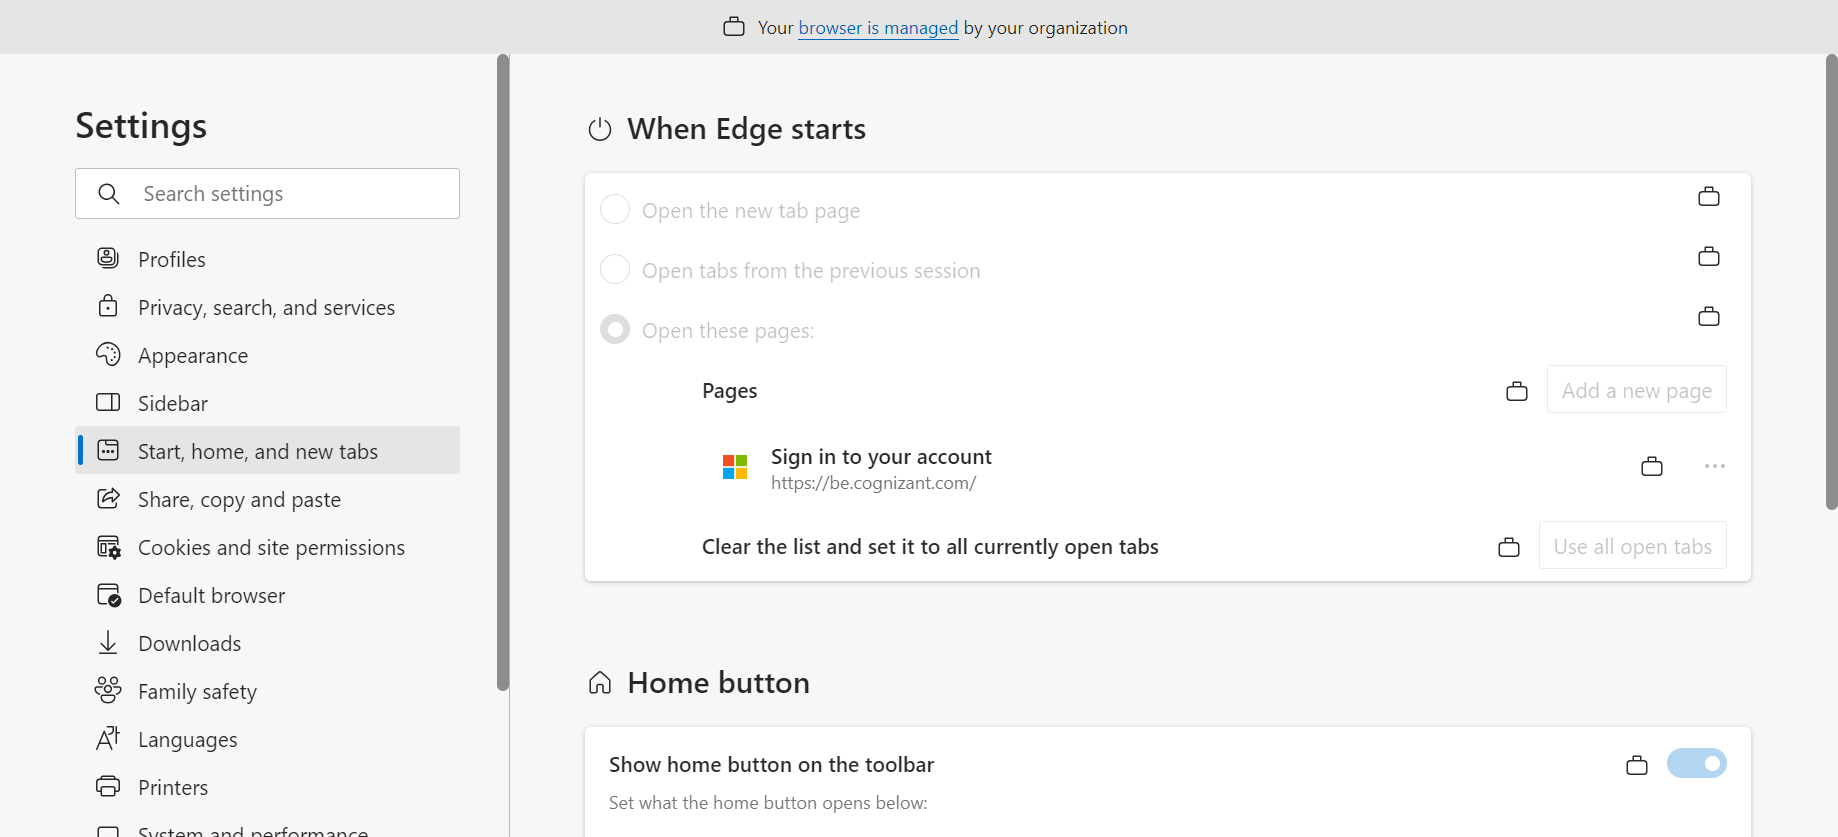 Your browser is managed by your organization
Settings
Search settings
Profiles
Privacy, search, and services
Appearance
Sidebar
Start, home, and new tabs
Share, copy and paste
Cookies and site permissions
Default browser
Downloads
Family safety
Languages
Printers
System and performance
When Edge starts
Open the new tab page
Open tabs from the previous session
Open these pages:
Pages
Add a new page
Sign in to your account
https://be.cognizant.com/
Clear the list and set it to all currently open tabs
Use all open tabs
Home button
Show home button on the toolbar
Set what the home button opens below: